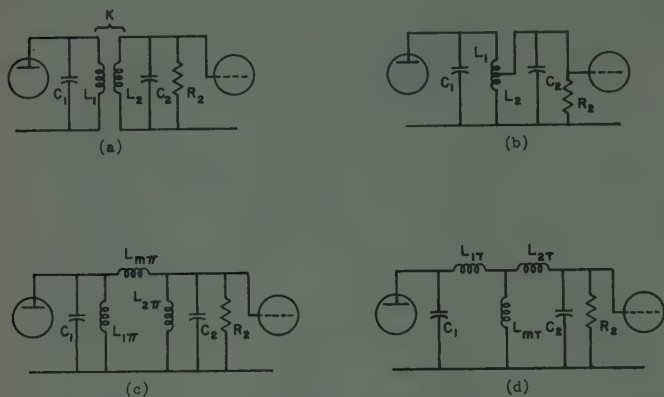 K
C₁ L₁ L₂ C₂ R₂
(a)
C₁ L₁ L₂ C₂ R₂
(b)
Lmπ
C₁ L₁π L₂π C₂ R₂
(c)
L₁T L₂T
C₁ LmT C₂ R₂
(d)